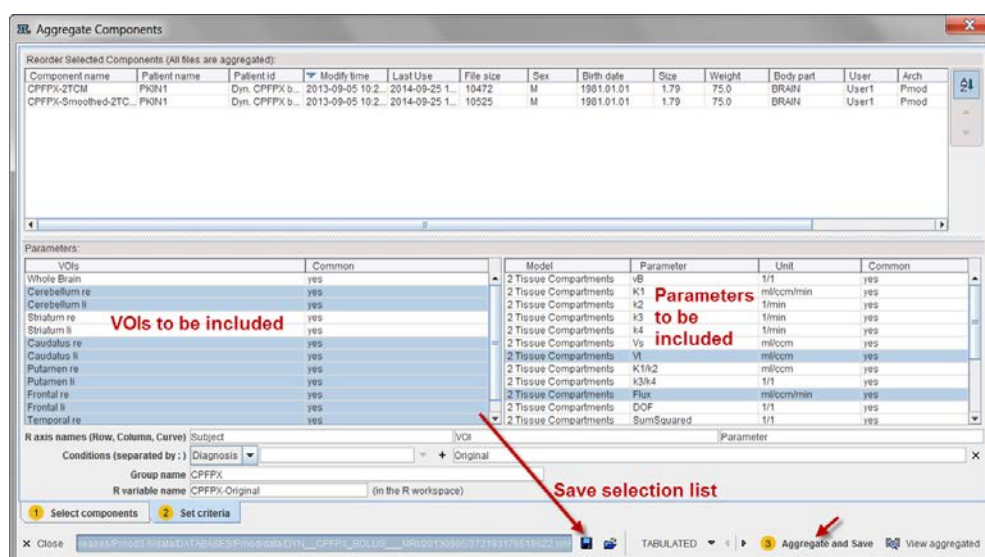 Aggregate Components
Reorder Selected Components (All files are aggregated):
Component name Patient name Patient id Modify time Last Use File size Sex Birth date Size Weight Body part User Arch
CPFPX-2TCM PKIN1 Dyn. CPFPX b... 2013-09-05 10:2... 2014-09-25 1... 10472 M 1981.01.01 1.79 75.0 BRAIN User1 Pmod
CPFPX-Smoothed-2TC... PKIN1 Dyn. CPFPX b... 2013-09-05 10:2... 2014-09-25 1... 10525 M 1981.01.01 1.79 75.0 BRAIN User1 Pmod
Parameters:
VOIs Common Model Parameter Unit Common
Whole Brain yes 2 Tissue Compartments vB 1/1 yes
Cerebellum re yes 2 Tissue Compartments K1 ml/ccm/min yes
Cerebellum li yes 2 Tissue Compartments k2 1/min yes
Striatum re yes 2 Tissue Compartments k3 1/min yes
Striatum li yes 2 Tissue Compartments k4 1/min yes
Caudatus re yes 2 Tissue Compartments Vs ml/ccm yes
Caudatus li yes 2 Tissue Compartments Vt ml/ccm yes
Putamen re yes 2 Tissue Compartments K1/k2 ml/ccm yes
Putamen li yes 2 Tissue Compartments k3/k4 1/1 yes
Frontal re yes 2 Tissue Compartments Flux ml/ccm/min yes
Frontal li yes 2 Tissue Compartments DOF 1/1 yes
Temporal re yes 2 Tissue Compartments SumSquared 1/1 yes
VOIs to be included
Parameters
to be
included
R axis names (Row, Column, Curve) Subject VOI Parameter
Conditions (separated by : ) Diagnosis + Original
Group name CPFPX
R variable name CPFPX-Original (in the R workspace)
Save selection list
1 Select components 2 Set criteria
Close TABULATED 3 Aggregate and Save View aggregated